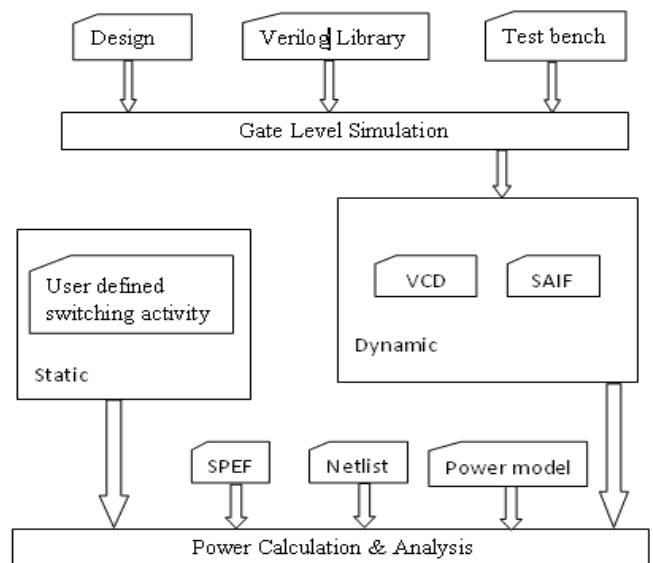 Design
Verilog Library
Test bench
Gate Level Simulation
User defined
switching activity
Static
VCD
SAIF
Dynamic
SPEF
Netlist
Power model
Power Calculation & Analysis